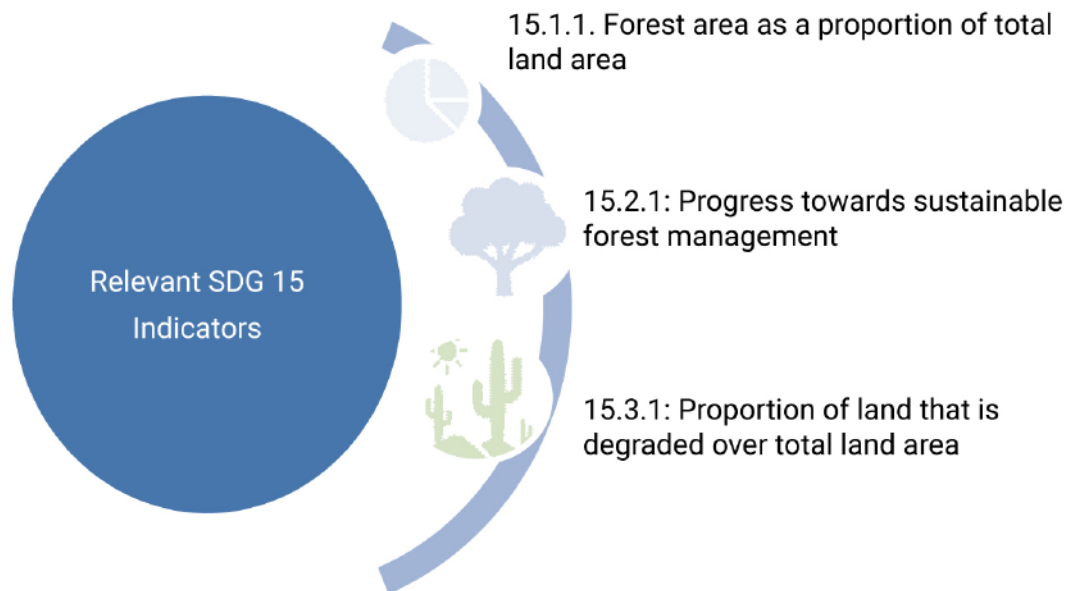 15.1.1. Forest area as a proportion of total
land area
15.2.1: Progress towards sustainable
forest management
Relevant SDG 15
Indicators
15.3.1: Proportion of land that is
degraded over total land area